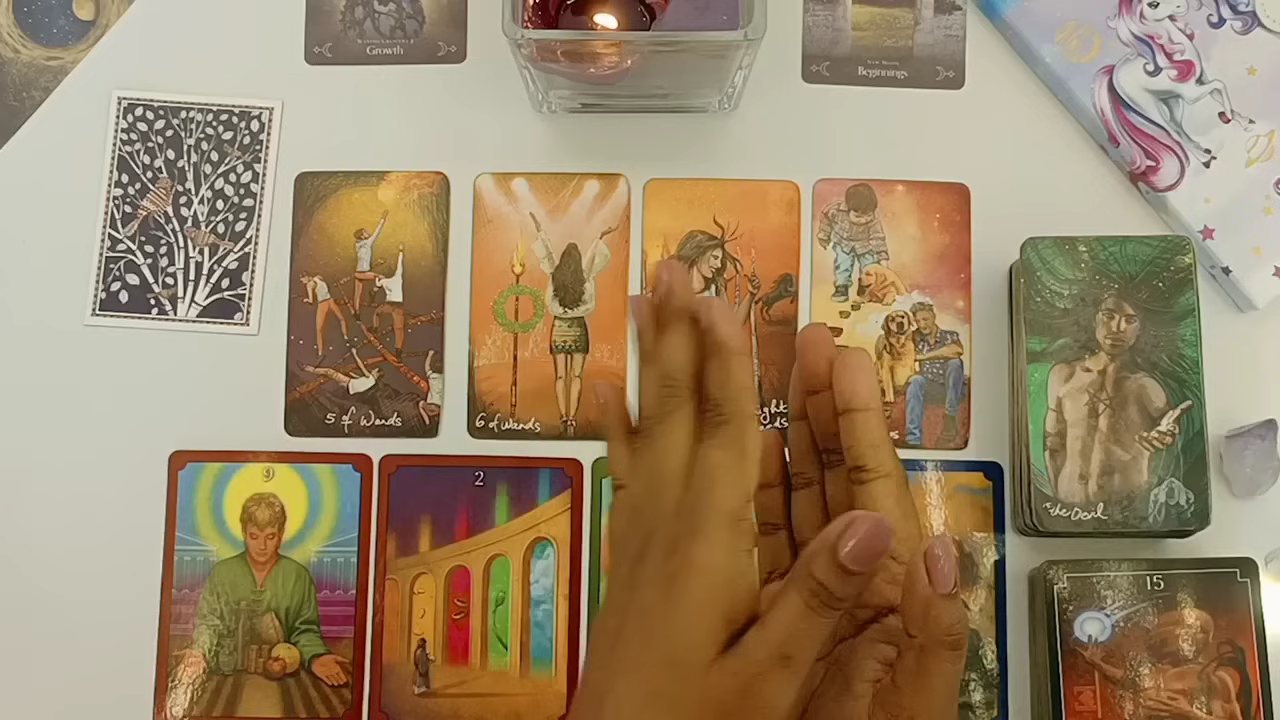 Growth
Beginnings
5 of Wands
6 of Wands
The Devil
9
2
15